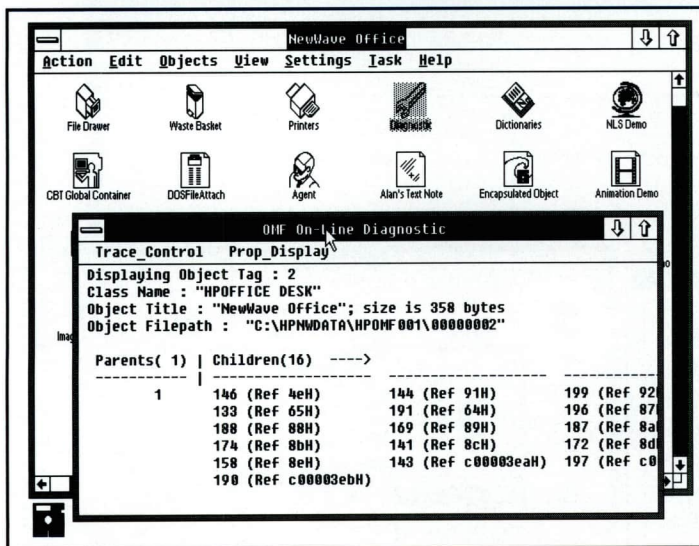 NewWave Office
Action Edit Objects View Settings Task Help
File Drawer Waste Basket Printers Diagnostic Dictionaries NLS Demo
CBT Global Container DOSFileAttach Agent Alan's Text Note Encapsulated Object Animation Demo
OMF On-Line Diagnostic
Trace_Control Prop_Display
Displaying Object Tag : 2
Class Name : "HPOFFICE DESK"
Object Title : "NewWave Office"; size is 358 bytes
Object Filepath : "C:\HPNWDATA\HPOMF001\00000002"
Parents( 1) | Children(16) ---->
------------ | -------------------- -------------------- ------------
1 146 (Ref 4eH) 144 (Ref 91H) 199 (Ref 92
133 (Ref 65H) 191 (Ref 64H) 196 (Ref 87
188 (Ref 88H) 169 (Ref 89H) 187 (Ref 8a
174 (Ref 8bH) 141 (Ref 8cH) 172 (Ref 8d
158 (Ref 8eH) 143 (Ref c00003eaH) 197 (Ref c0
190 (Ref c00003ebH)